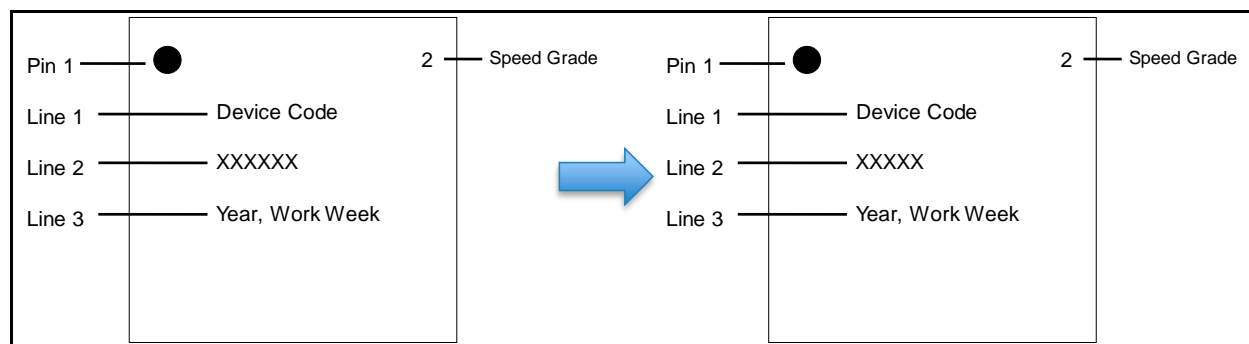 Pin 1 2 Speed Grade
Line 1 Device Code
Line 2 XXXXXX
Line 3 Year, Work Week
Pin 1 2 Speed Grade
Line 1 Device Code
Line 2 XXXXX
Line 3 Year, Work Week